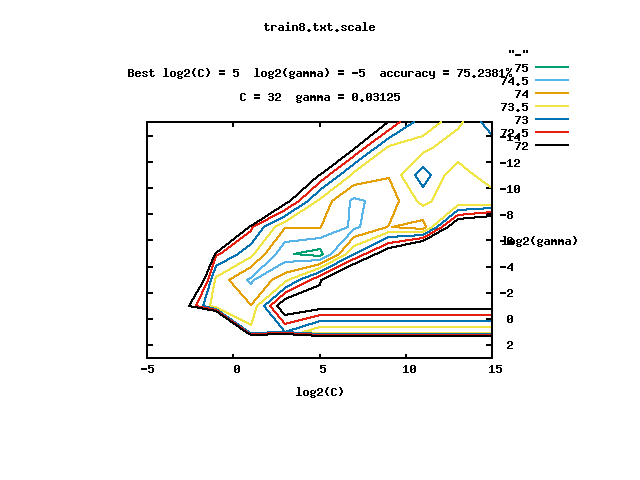 train8.txt.scale
"-"
Best log2(C) = 5  log2(gamma) = -5  accuracy = 75.2381%
75
74.5
74
73.5
73
72.5
72
C = 32  gamma = 0.03125
-14
-12
-10
-8
-6
-4
-2
0
2
log2(gamma)
-5 0 5 10 15
log2(C)